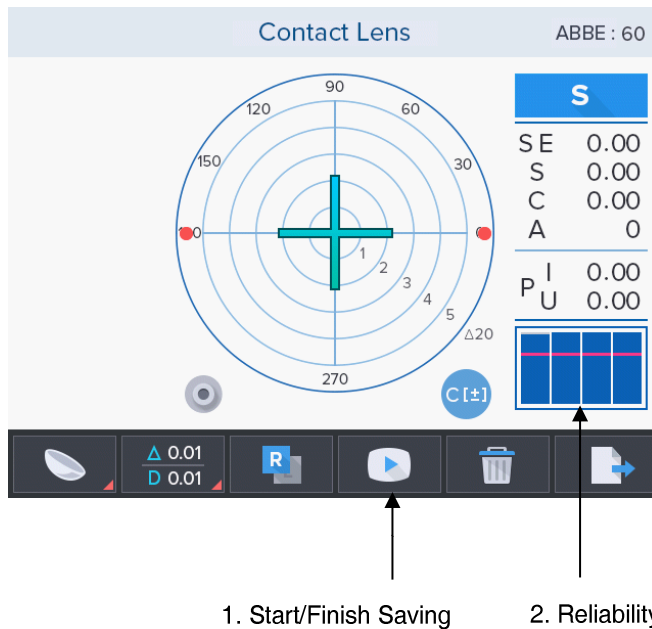 Contact Lens
ABBE : 60
90
120
60
S
150
30
SE 0.00
S 0.00
C 0.00
A 0
1
2
3
4
5
Δ20
270
P I 0.00
U 0.00
C[±]
Δ 0.01
D 0.01
R
1. Start/Finish Saving
2. Reliability